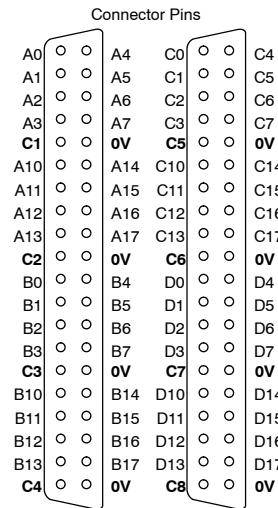 Connector Pins
A0 A4 C0 C4
A1 A5 C1 C5
A2 A6 C2 C6
A3 A7 C3 C7
C1 0V C5 0V
A10 A14 C10 C14
A11 A15 C11 C15
A12 A16 C12 C16
A13 A17 C13 C17
C2 0V C6 0V
B0 B4 D0 D4
B1 B5 D1 D5
B2 B6 D2 D6
B3 B7 D3 D7
C3 0V C7 0V
B10 B14 D10 D14
B11 B15 D11 D15
B12 B16 D12 D16
B13 B17 D13 D17
C4 0V C8 0V